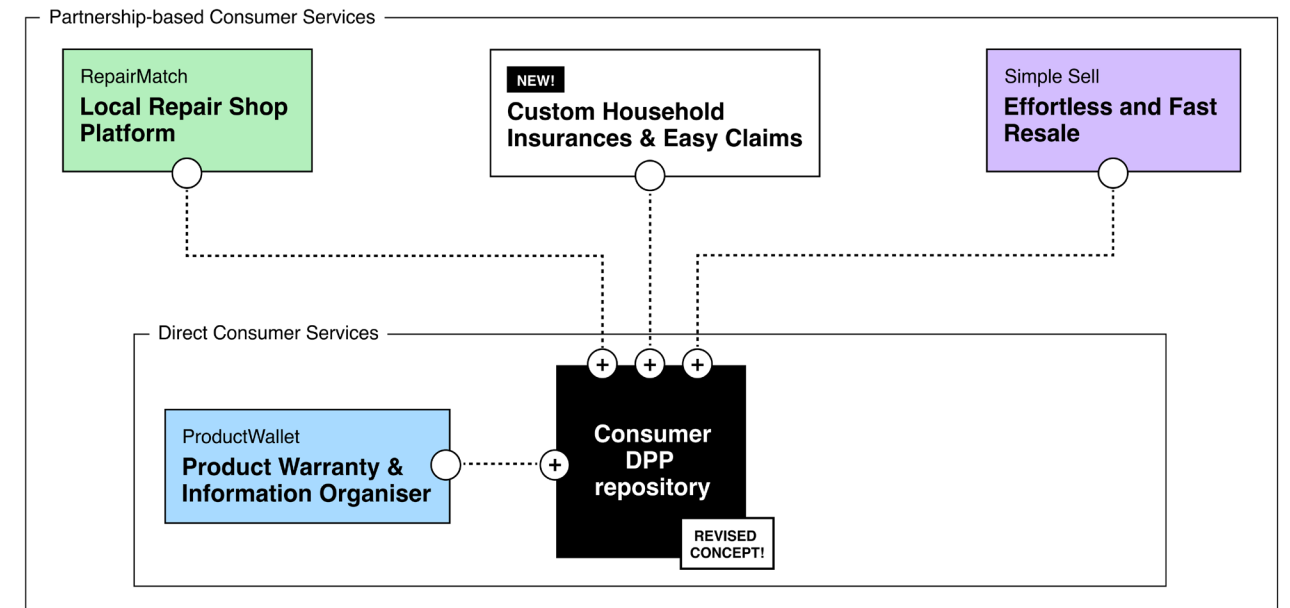 Partnership-based Consumer Services
RepairMatch
Local Repair Shop
Platform
NEW!
Custom Household
Insurances & Easy Claims
Simple Sell
Effortless and Fast
Resale
Direct Consumer Services
+ + +
ProductWallet
Product Warranty &
Information Organiser
+
Consumer
DPP
repository
REVISED
CONCEPT!